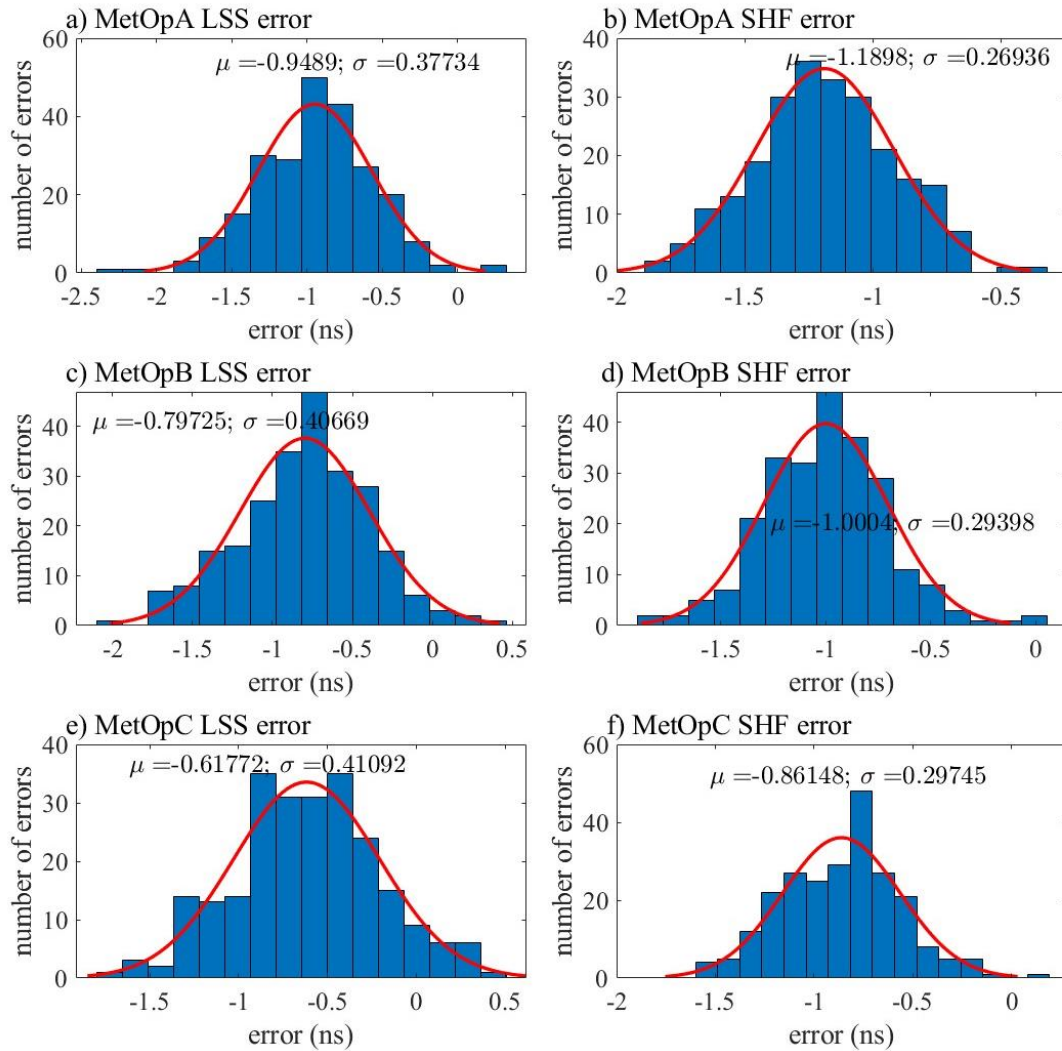 a) MetOpA LSS error
μ =-0.9489; σ =0.37734
number of errors
60
40
20
0
-2.5
-2
-1.5
-1
-0.5
0
error (ns)
b) MetOpA SHF error
μ =-1.1898; σ =0.26936
number of errors
40
30
20
10
0
-2
-1.5
-1
-0.5
error (ns)
c) MetOpB LSS error
μ =-0.79725; σ =0.40669
number of errors
40
30
20
10
0
-2
-1.5
-1
-0.5
0
0.5
error (ns)
d) MetOpB SHF error
μ =-1.0004; σ =0.29398
number of errors
40
30
20
10
0
-1.5
-1
-0.5
0
error (ns)
e) MetOpC LSS error
μ =-0.61772; σ =0.41092
number of errors
40
30
20
10
0
-1.5
-1
-0.5
0
0.5
error (ns)
f) MetOpC SHF error
μ =-0.86148; σ =0.29745
number of errors
60
40
20
0
-2
-1.5
-1
-0.5
0
error (ns)